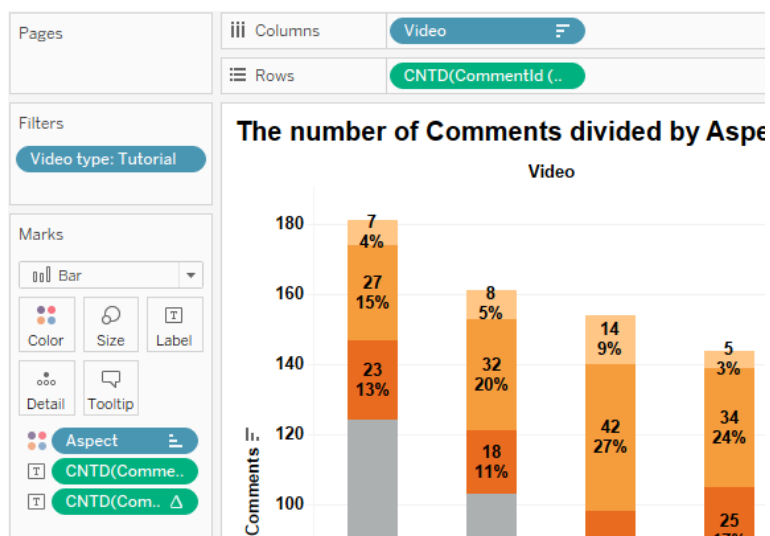 Pages
Columns
Video
Rows
CNTD(CommentId (..
Filters
Video type: Tutorial
Marks
Bar
Color
Size
Label
Detail
Tooltip
Aspect
T
CNTD(Comme..
T
CNTD(Com.. Δ
The number of Comments divided by Aspe
Video
180
160
140
120
100
Comments
7
4%
27
15%
23
13%
8
5%
32
20%
18
11%
14
9%
42
27%
5
3%
34
24%
25